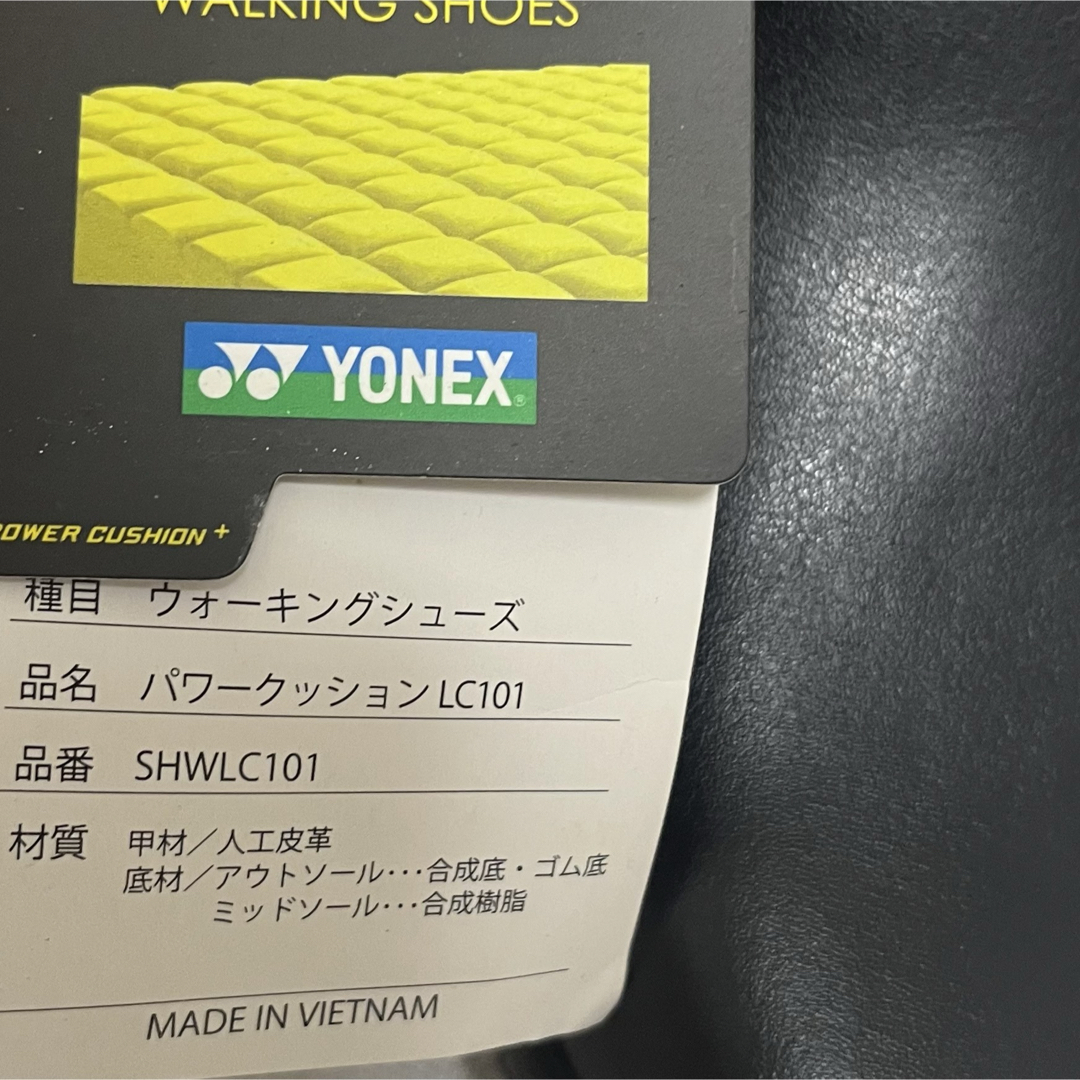 WALKING SHOES
YONEX
POWER CUSHION+
種目 ウォーキングシューズ
品名 パワークッション LC101
品番 SHWLC101
材質 甲材／人工皮革
底材／アウトソール･･･合成底・ゴム底
ミッドソール･･･合成樹脂
MADE IN VIETNAM